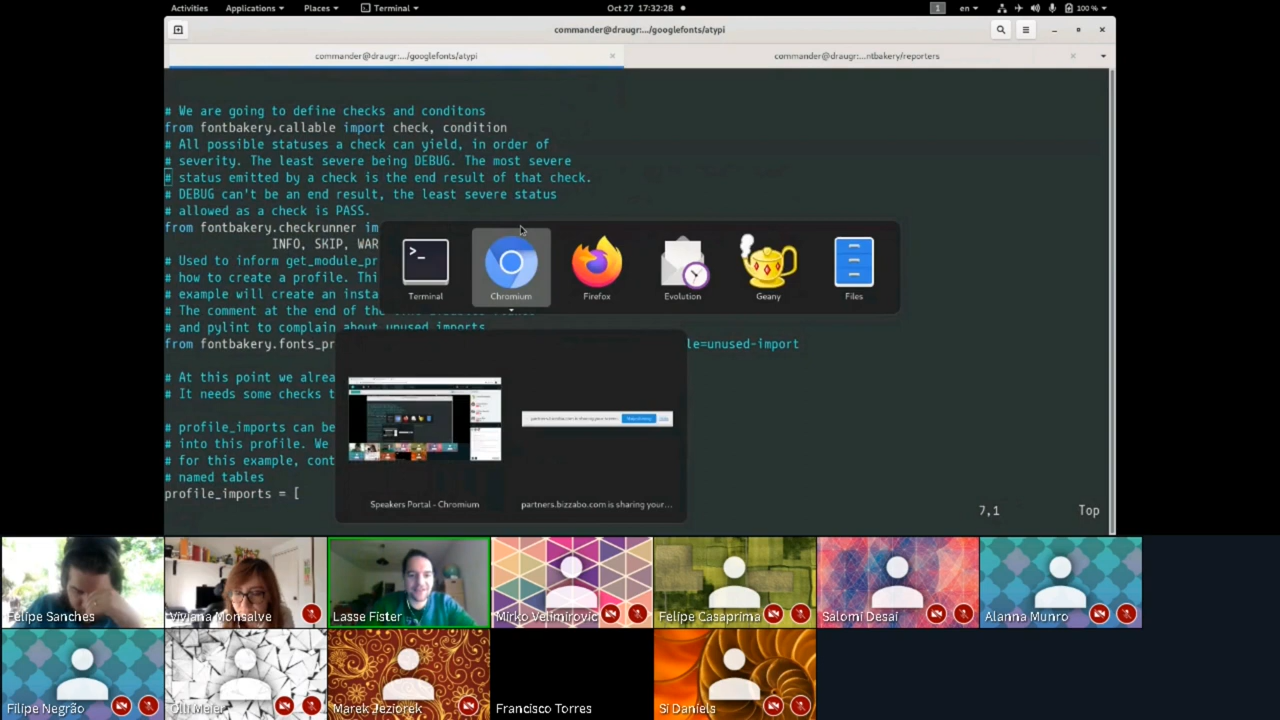 Activities Applications Places Terminal Oct 27 17:32:28 1 en 100 %
commander@draugr:.../googlefonts/atypi
commander@draugr:.../googlefonts/atypi commander@draugr:...ntbakery/reporters
# We are going to define checks and conditons
from fontbakery.callable import check, condition
# All possible statuses a check can yield, in order of
# severity. The least severe being DEBUG. The most severe
# status emitted by a check is the end result of that check.
# DEBUG can't be an end result, the least severe status
# allowed as a check is PASS.
from fontbakery.checkrunner im
INFO, SKIP, WAR
# Used to inform get_module_pr
# how to create a profile. Thi
# example will create an insta
# The comment at the end of the
# and pylint to complain about unused imports
from fontbakery.fonts_pr le=unused-import
# At this point we alrea
# It needs some checks t
# profile_imports can be
# into this profile. We
# for this example, cont
# named tables
profile_imports = [
7,1 Top
>_
Terminal Chromium Firefox Evolution Geany Files
Speakers Portal - Chromium partners.bizzabo.com is sharing your...
Felipe Sanches Viviana Monsalve Lasse Fister Mirko Velimirovic Felipe Casaprima Salomi Desai Alanna Munro
Filipe Negrão Olli Meier Marek Jeziorek Francisco Torres Si Daniels